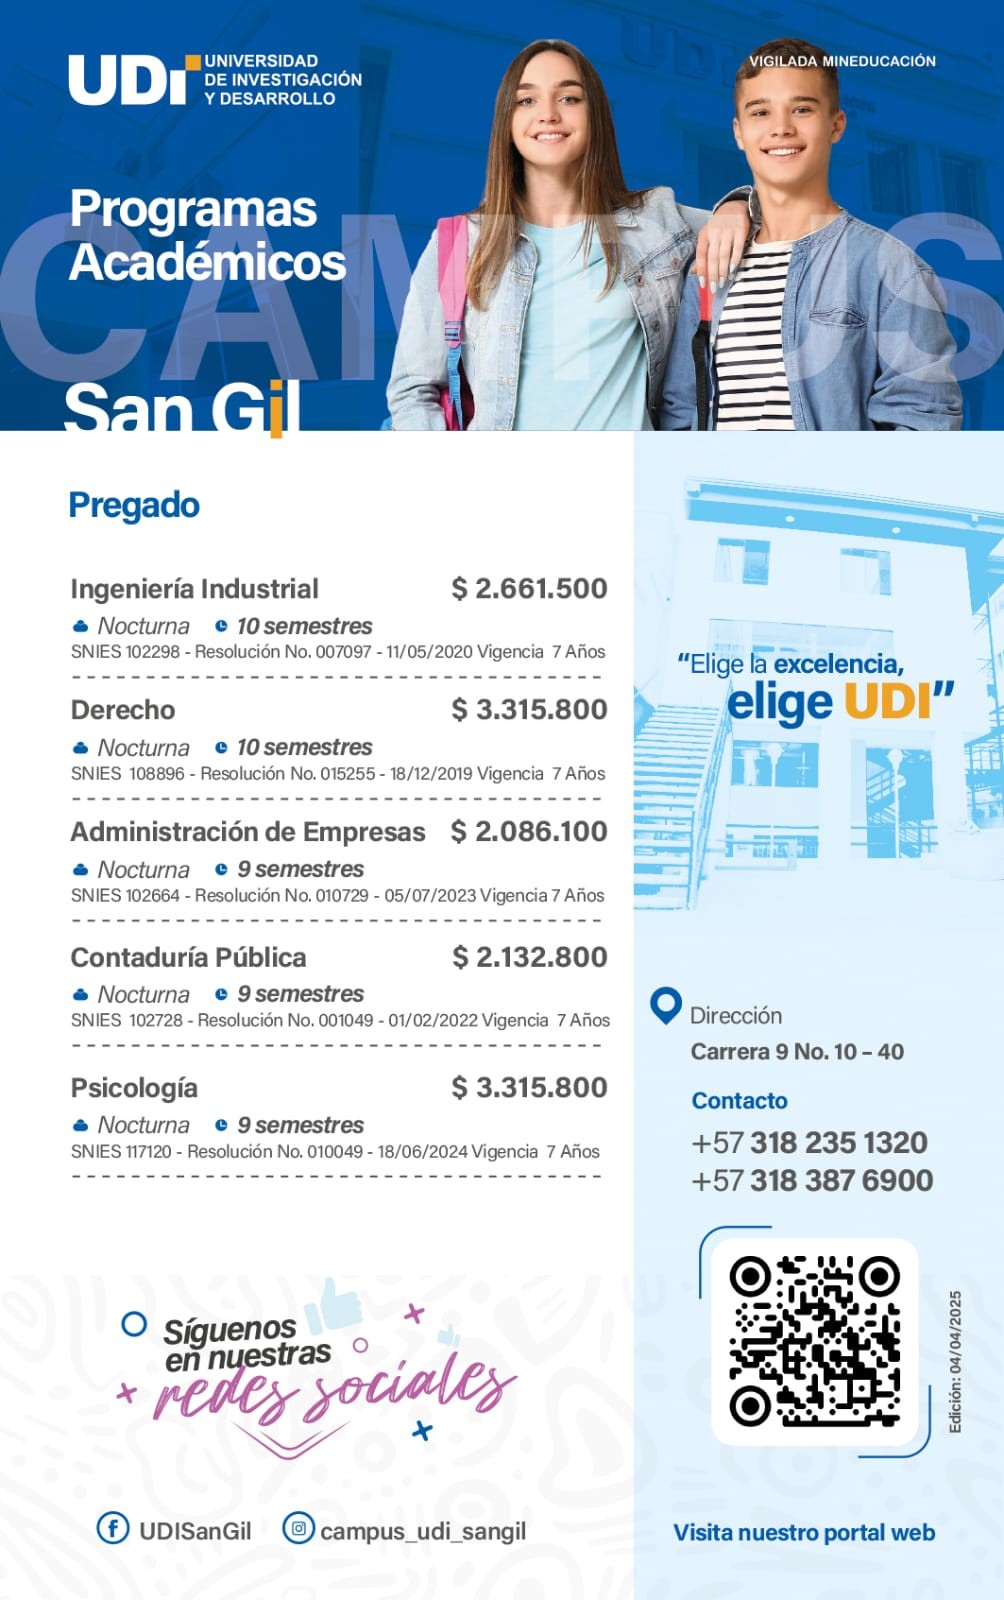 UDi UNIVERSIDAD
DE INVESTIGACIÓN
Y DESARROLLO
VIGILADA MINEDUCACIÓN
Programas
Académicos
CAMPUS
San Gil
Pregado
Ingeniería Industrial $ 2.661.500
Nocturna 10 semestres
SNIES 102298 - Resolución No. 007097 - 11/05/2020 Vigencia 7 Años
Derecho $ 3.315.800
Nocturna 10 semestres
SNIES 108896 - Resolución No. 015255 - 18/12/2019 Vigencia 7 Años
Administración de Empresas $ 2.086.100
Nocturna 9 semestres
SNIES 102664 - Resolución No. 010729 - 05/07/2023 Vigencia 7 Años
Contaduría Pública $ 2.132.800
Nocturna 9 semestres
SNIES 102728 - Resolución No. 001049 - 01/02/2022 Vigencia 7 Años
Psicología $ 3.315.800
Nocturna 9 semestres
SNIES 117120 - Resolución No. 010049 - 18/06/2024 Vigencia 7 Años
“Elige la excelencia,
elige UDI”
Dirección
Carrera 9 No. 10 – 40
Contacto
+57 318 235 1320
+57 318 387 6900
Edición: 04/04/2025
Síguenos
en nuestras
redes sociales
UDISanGil
campus_udi_sangil
Visita nuestro portal web